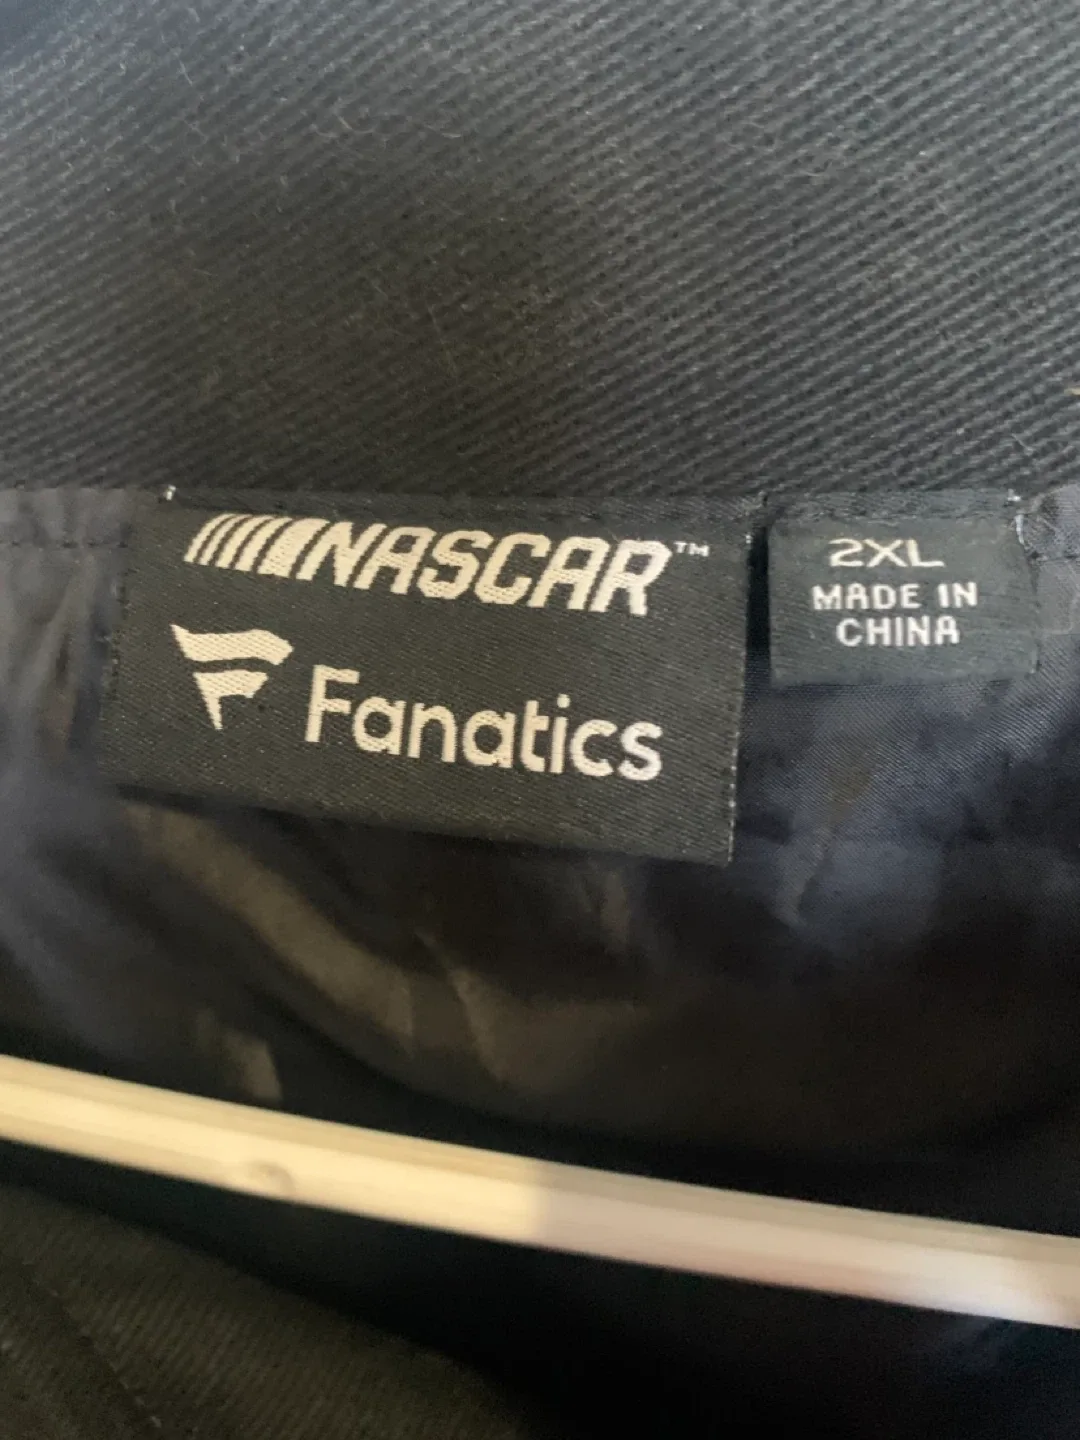 NASCAR™
Fanatics
2XL
MADE IN
CHINA